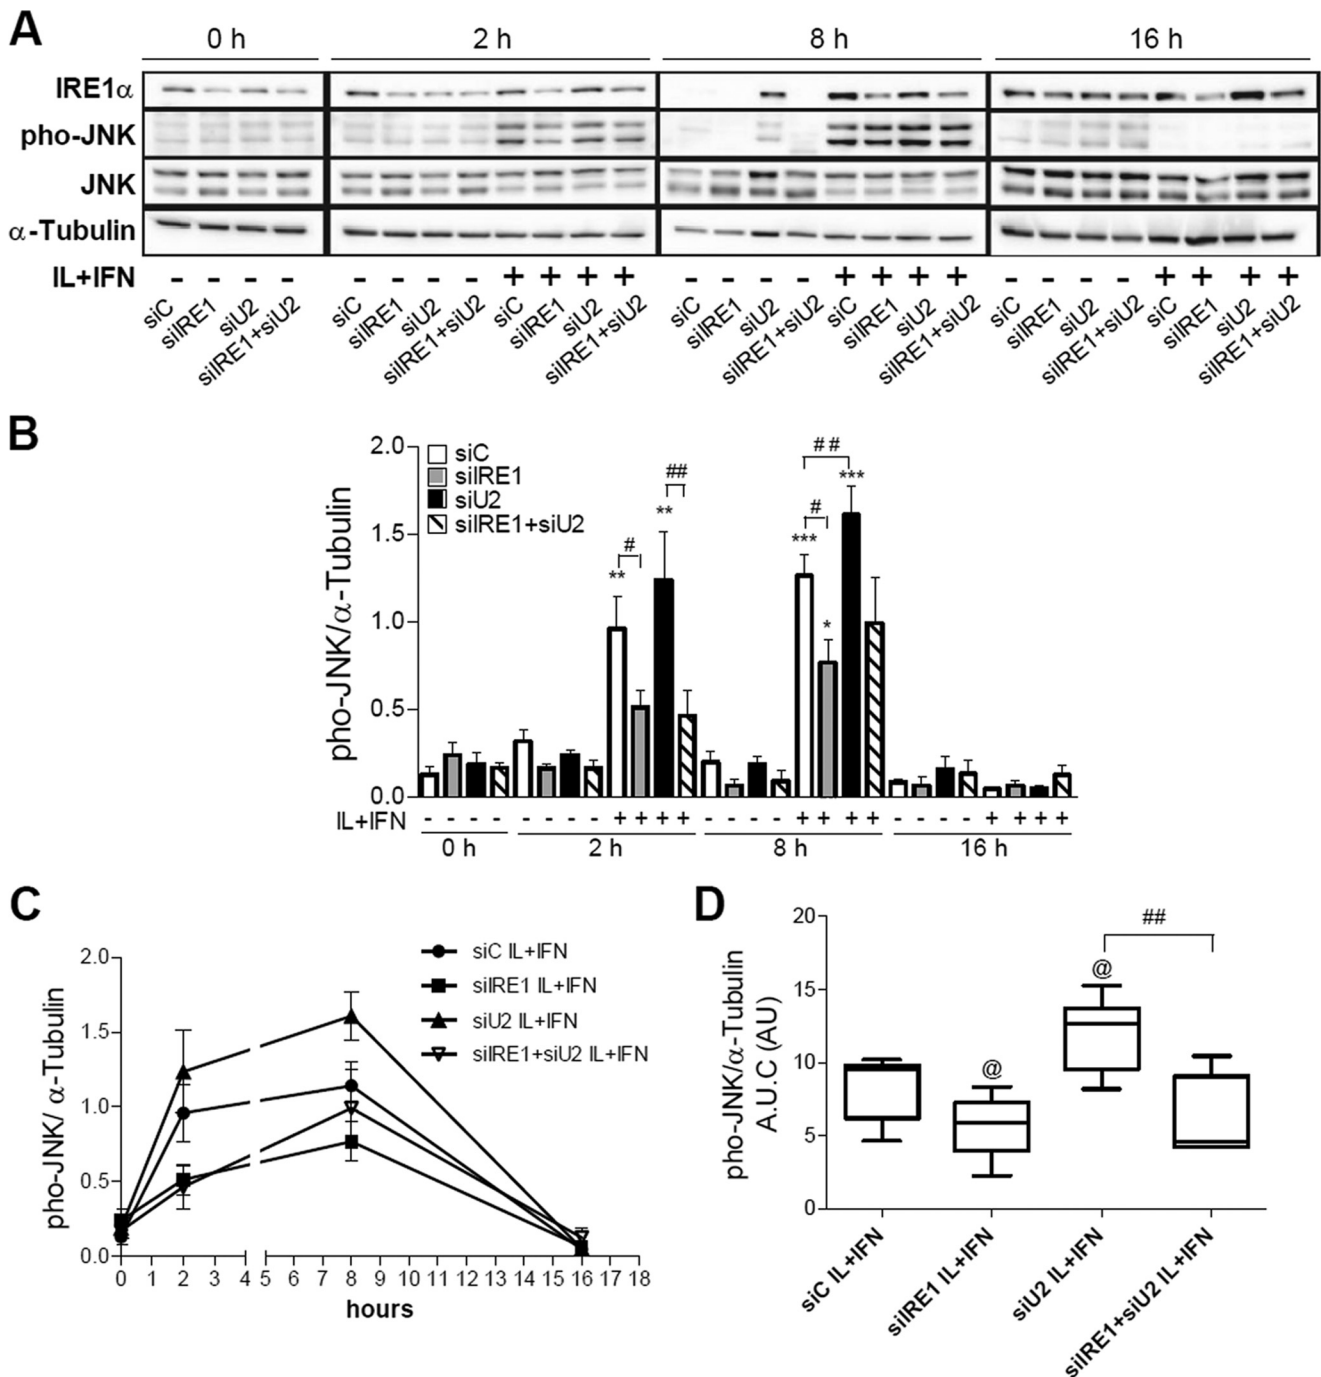 A
0 h 2 h 8 h 16 h
IRE1α
pho-JNK
JNK
α-Tubulin
IL+IFN - - - - - - - - + + + + - - - - + + + + - - - - + + + +
siC siIRE1 siU2 siIRE1+siU2 siC siIRE1 siU2 siIRE1+siU2 siC siIRE1 siU2 siIRE1+siU2 siC siIRE1 siU2 siIRE1+siU2 siC siIRE1 siU2 siIRE1+siU2 siC siIRE1 siU2 siIRE1+siU2 siC siIRE1 siU2 siIRE1+siU2
B
pho-JNK/α-Tubulin
2.0
1.5
1.0
0.5
0.0
siC
siIRE1
siU2
siIRE1+siU2
** # ** ##
*** # * ## ***
IL+IFN - - - - - - - - + + + + - - - - + + + + - - - - + + + +
0 h 2 h 8 h 16 h
C
pho-JNK/ α-Tubulin
2.0
1.5
1.0
0.5
0.0
siC IL+IFN
siIRE1 IL+IFN
siU2 IL+IFN
siIRE1+siU2 IL+IFN
0 1 2 3 4 5 6 7 8 9 10 11 12 13 14 15 16 17 18
hours
D
pho-JNK/α-Tubulin
A.U.C (AU)
20
15
10
5
0
@ @ ##
siC IL+IFN
siIRE1 IL+IFN
siU2 IL+IFN
siIRE1+siU2 IL+IFN